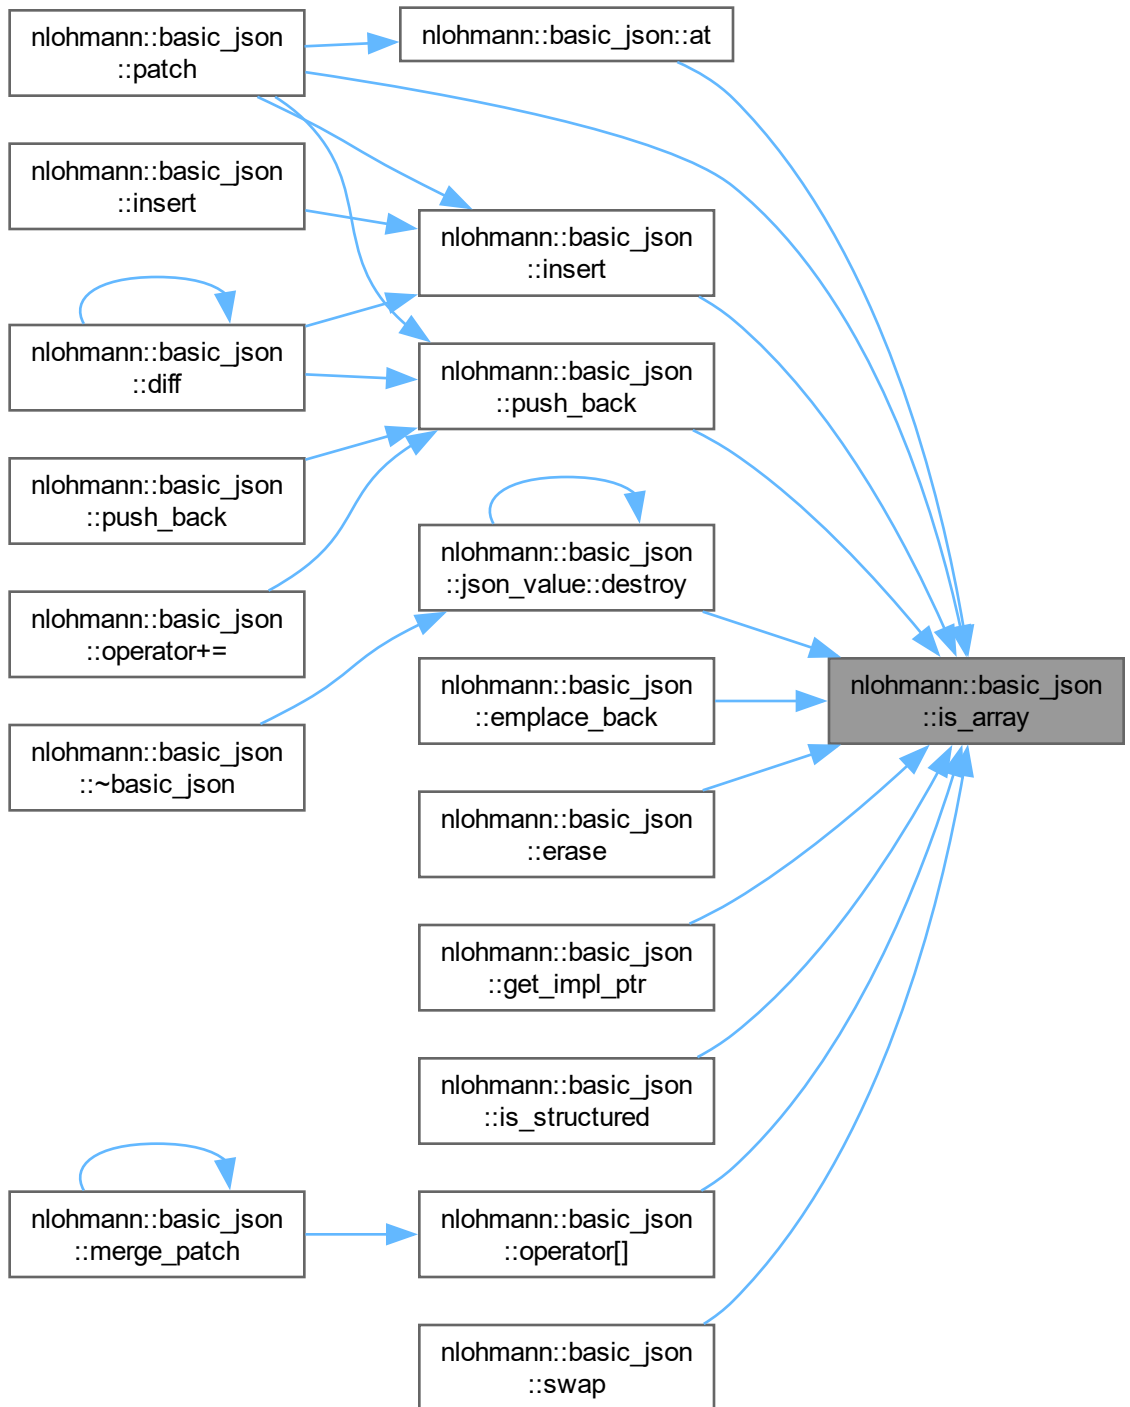 nlohmann::basic_json
::patch
nlohmann::basic_json::at
nlohmann::basic_json
::insert
nlohmann::basic_json
::insert
nlohmann::basic_json
::diff
nlohmann::basic_json
::push_back
nlohmann::basic_json
::push_back
nlohmann::basic_json
::json_value::destroy
nlohmann::basic_json
::operator+=
nlohmann::basic_json
::emplace_back
nlohmann::basic_json
::is_array
nlohmann::basic_json
::~basic_json
nlohmann::basic_json
::erase
nlohmann::basic_json
::get_impl_ptr
nlohmann::basic_json
::is_structured
nlohmann::basic_json
::merge_patch
nlohmann::basic_json
::operator[]
nlohmann::basic_json
::swap